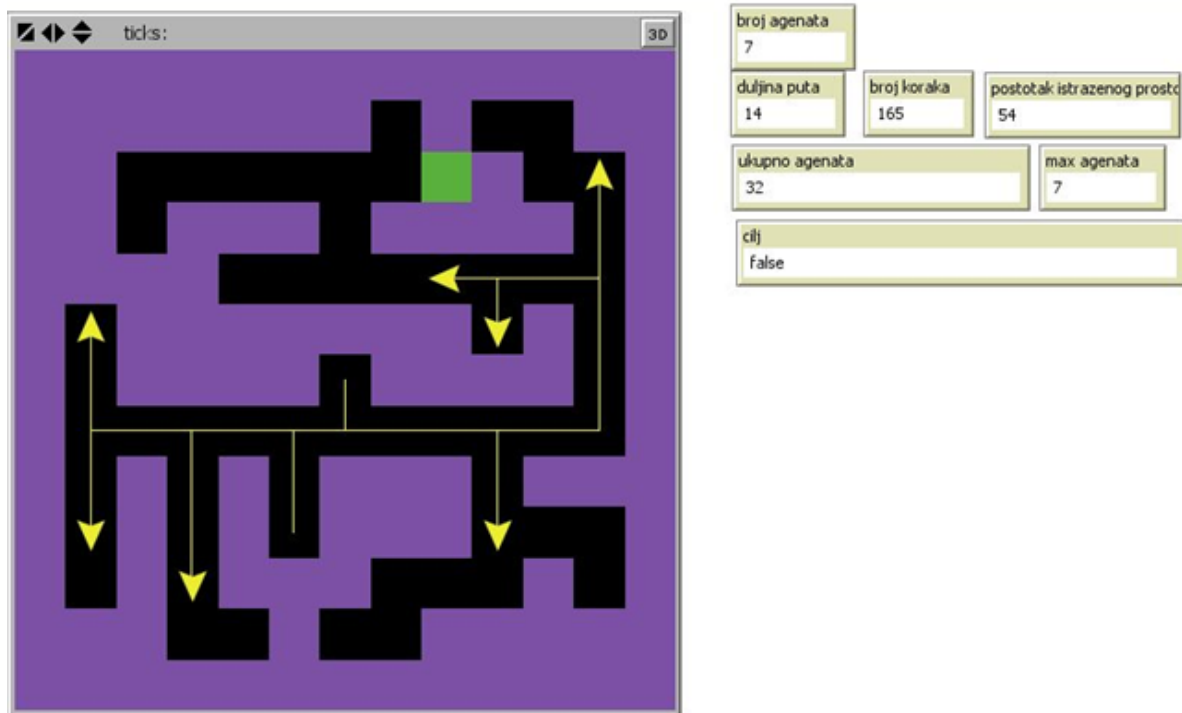 ticks:
3D
broj agenata
7
duljina puta
14
broj koraka
165
postotak istrazenog prosto
54
ukupno agenata
32
max agenata
7
cilj
false